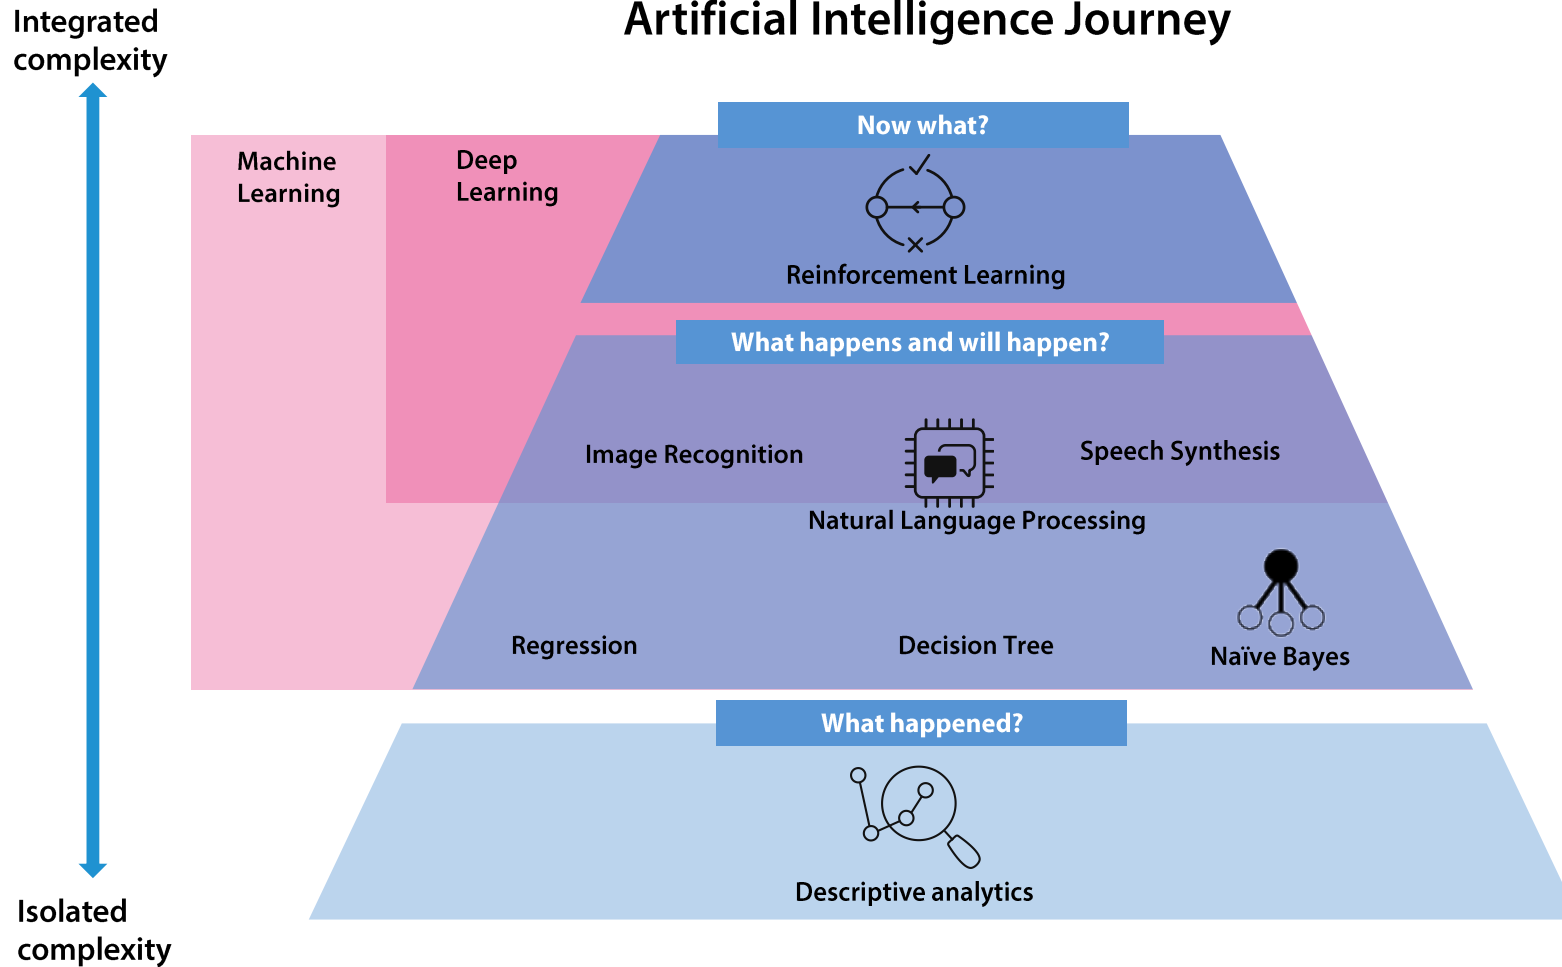 Artificial Intelligence Journey
Integrated
complexity
Now what?
Machine
Learning
Deep
Learning
Reinforcement Learning
What happens and will happen?
Image Recognition
Speech Synthesis
Natural Language Processing
Regression
Decision Tree
Naïve Bayes
What happened?
Descriptive analytics
Isolated
complexity